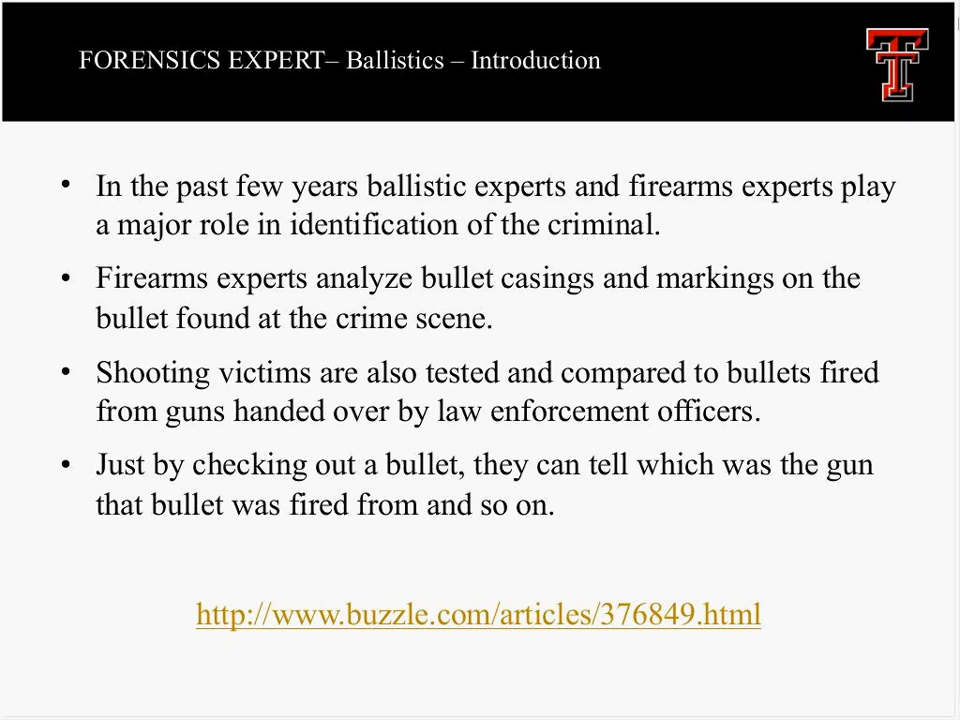 FORENSICS EXPERT– Ballistics – Introduction
• In the past few years ballistic experts and firearms experts play
a major role in identification of the criminal.
• Firearms experts analyze bullet casings and markings on the
bullet found at the crime scene.
• Shooting victims are also tested and compared to bullets fired
from guns handed over by law enforcement officers.
• Just by checking out a bullet, they can tell which was the gun
that bullet was fired from and so on.
http://www.buzzle.com/articles/376849.html